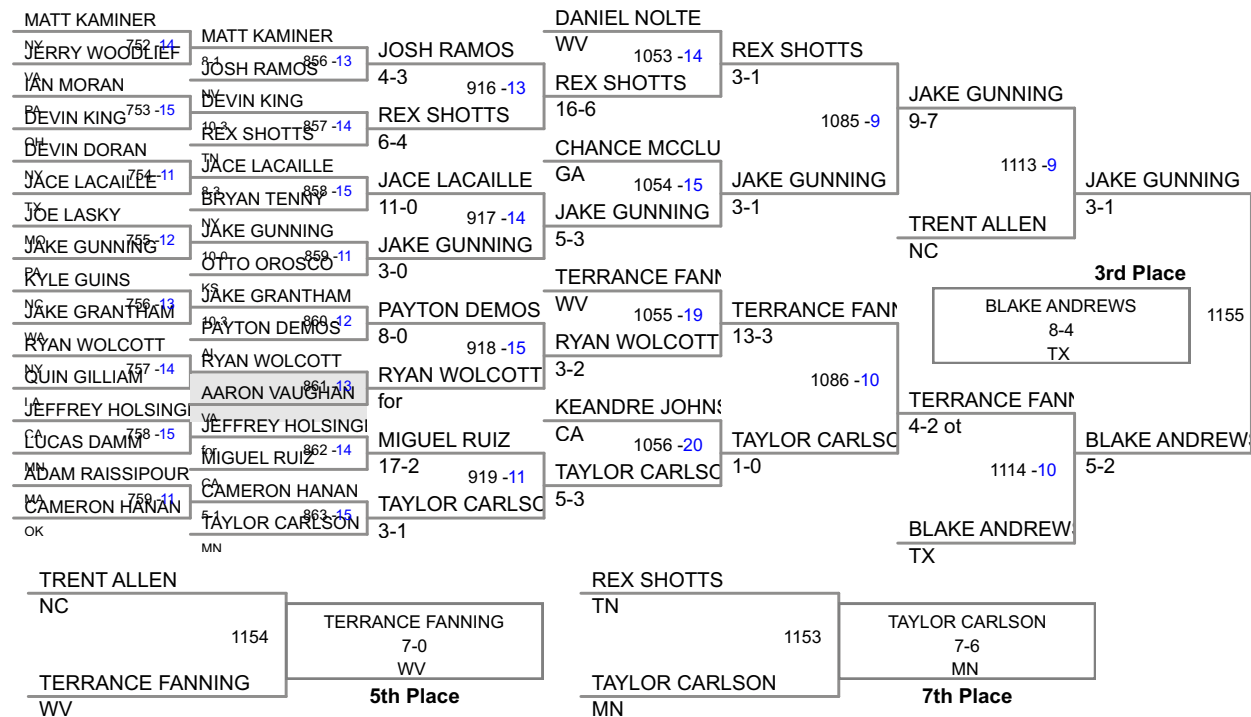 MATT KAMINER
NY 752 -14
JERRY WOODLIEF
VA
IAN MORAN
PA 753 -15
DEVIN KING
OH
DEVIN DORAN
NY 754 -11
JACE LACAILLE
TX
JOE LASKY
MO 755 -12
JAKE GUNNING
PA
KYLE GUINS
NC 756 -13
JAKE GRANTHAM
WA
RYAN WOLCOTT
NY 757 -14
QUIN GILLIAM
LA
JEFFREY HOLSING
CA 758 -15
LUCAS DAMM
MN
ADAM RAISSIPOUR
MA 759 -11
CAMERON HANAN
OK
MATT KAMINER
8-1 856 -13
JOSH RAMOS
NV
DEVIN KING
10-3 857 -14
REX SHOTTS
TN
JACE LACAILLE
8-3 858 -15
BRYAN TENNY
NY
JAKE GUNNING
10-0 859 -11
OTTO OROSCO
KS
JAKE GRANTHAM
10-3 860 -12
PAYTON DEMOS
RYAN WOLCOTT
861 -13
AARON VAUGHAN
VA
JEFFREY HOLSING
for 862 -14
MIGUEL RUIZ
CA
CAMERON HANAN
5-1 863 -15
TAYLOR CARLSON
MN
JOSH RAMOS
4-3
916 -13
REX SHOTTS
6-4
JACE LACAILLE
11-0
917 -14
JAKE GUNNING
3-0
PAYTON DEMOS
8-0
918 -15
RYAN WOLCOTT
for
MIGUEL RUIZ
17-2
919 -11
TAYLOR CARLSO
3-1
DANIEL NOLTE
WV
1053 -14
REX SHOTTS
16-6
CHANCE MCCLU
GA
1054 -15
JAKE GUNNING
5-3
TERRANCE FANN
WV
1055 -19
RYAN WOLCOTT
3-2
KEANDRE JOHNS
CA
1056 -20
TAYLOR CARLSO
5-3
REX SHOTTS
3-1
1085 -9
JAKE GUNNING
3-1
TERRANCE FANN
13-3
1086 -10
TAYLOR CARLSO
1-0
JAKE GUNNING
9-7
1113 -9
TRENT ALLEN
NC
TERRANCE FANN
4-2 ot
1114 -10
BLAKE ANDREWS
TX
JAKE GUNNING
3-1
1155
BLAKE ANDREWS
5-2
3rd Place
BLAKE ANDREWS
8-4
TX
TRENT ALLEN
NC
1154
TERRANCE FANNING
WV
TERRANCE FANNING
7-0
WV
5th Place
REX SHOTTS
TN
1153
TAYLOR CARLSON
MN
TAYLOR CARLSON
7-6
MN
7th Place